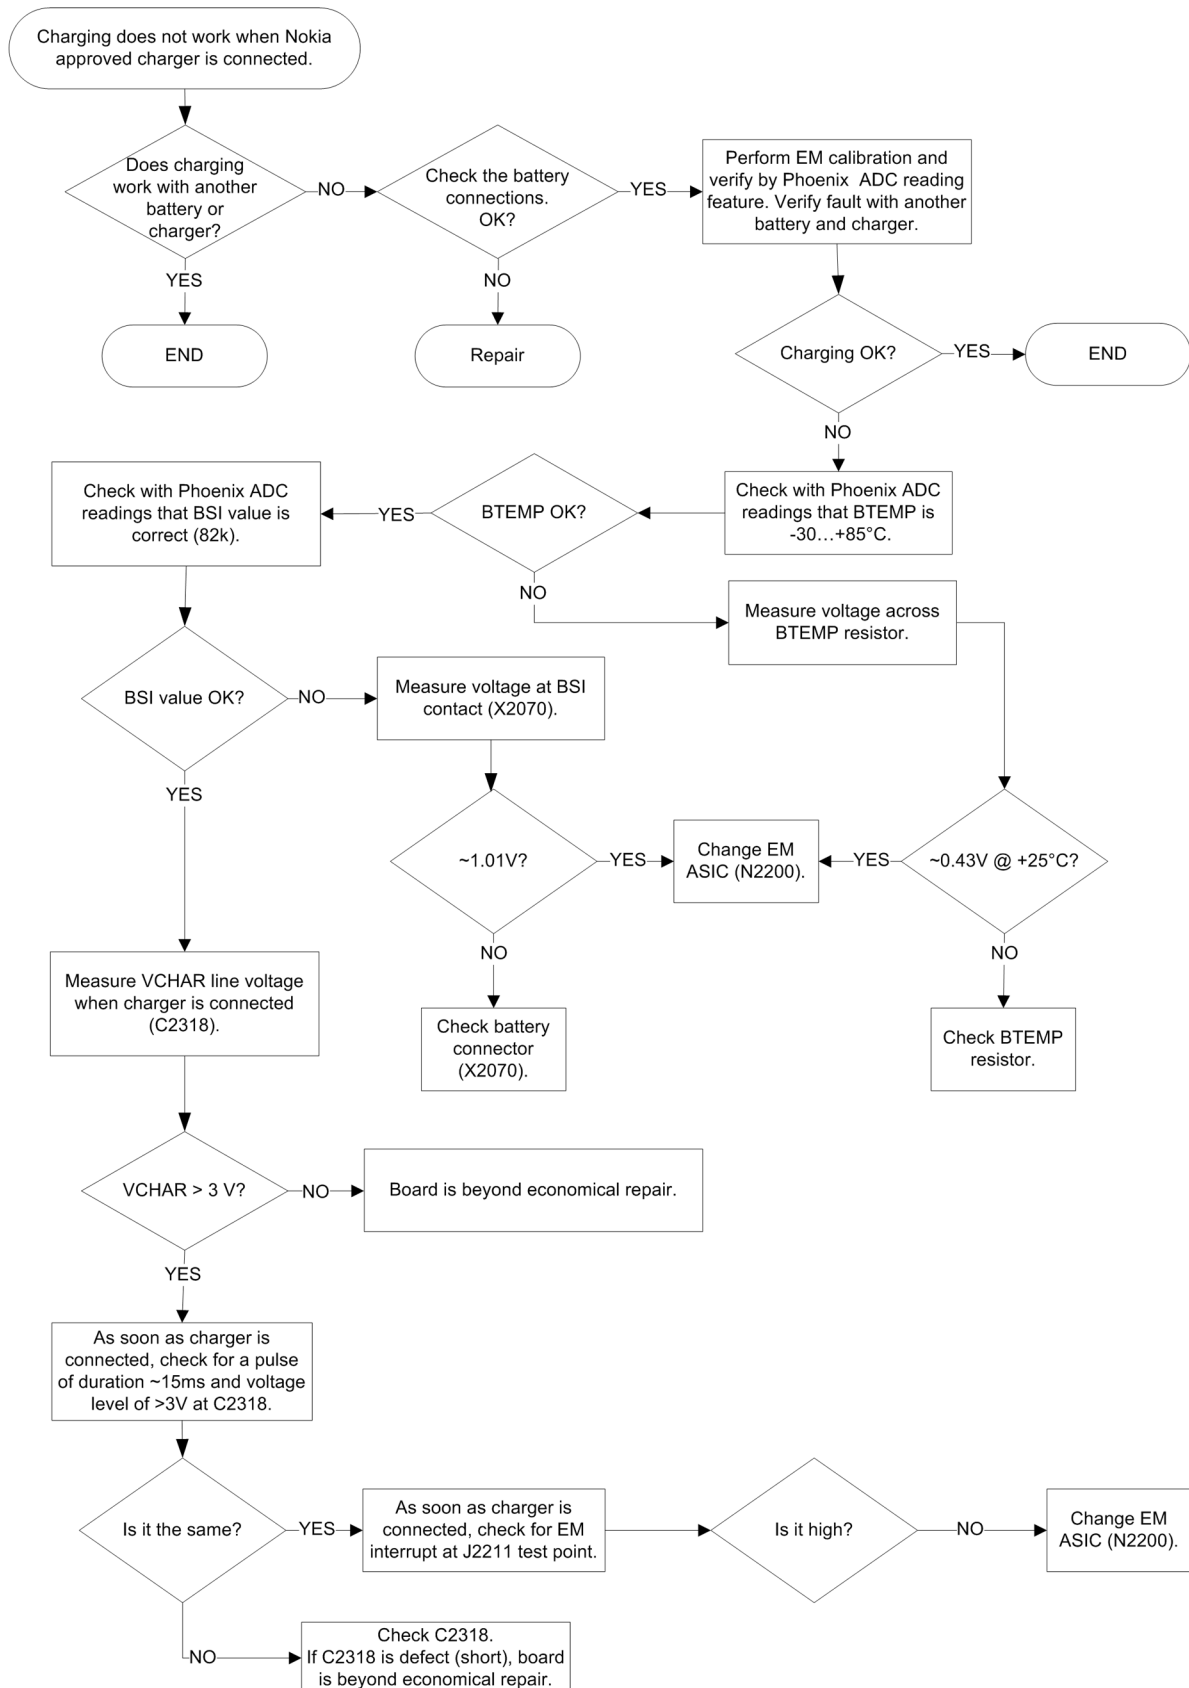 Charging does not work when Nokia
approved charger is connected.
Does charging
work with another
battery or
charger?
NO
Check the battery
connections.
OK?
YES
Perform EM calibration and
verify by Phoenix ADC reading
feature. Verify fault with another
battery and charger.
YES
NO
END
Repair
Charging OK?
YES
END
NO
Check with Phoenix ADC
readings that BTEMP is
-30…+85°C.
BTEMP OK?
YES
Check with Phoenix ADC
readings that BSI value is
correct (82k).
NO
Measure voltage across
BTEMP resistor.
BSI value OK?
NO
Measure voltage at BSI
contact (X2070).
YES
~1.01V?
YES
Change EM
ASIC (N2200).
YES
~0.43V @ +25°C?
NO
NO
Measure VCHAR line voltage
when charger is connected
(C2318).
Check battery
connector
(X2070).
Check BTEMP
resistor.
VCHAR > 3 V?
NO
Board is beyond economical repair.
YES
As soon as charger is
connected, check for a pulse
of duration ~15ms and voltage
level of >3V at C2318.
Is it the same?
YES
As soon as charger is
connected, check for EM
interrupt at J2211 test point.
Is it high?
NO
Change EM
ASIC (N2200).
NO
Check C2318.
If C2318 is defect (short), board
is beyond economical repair.